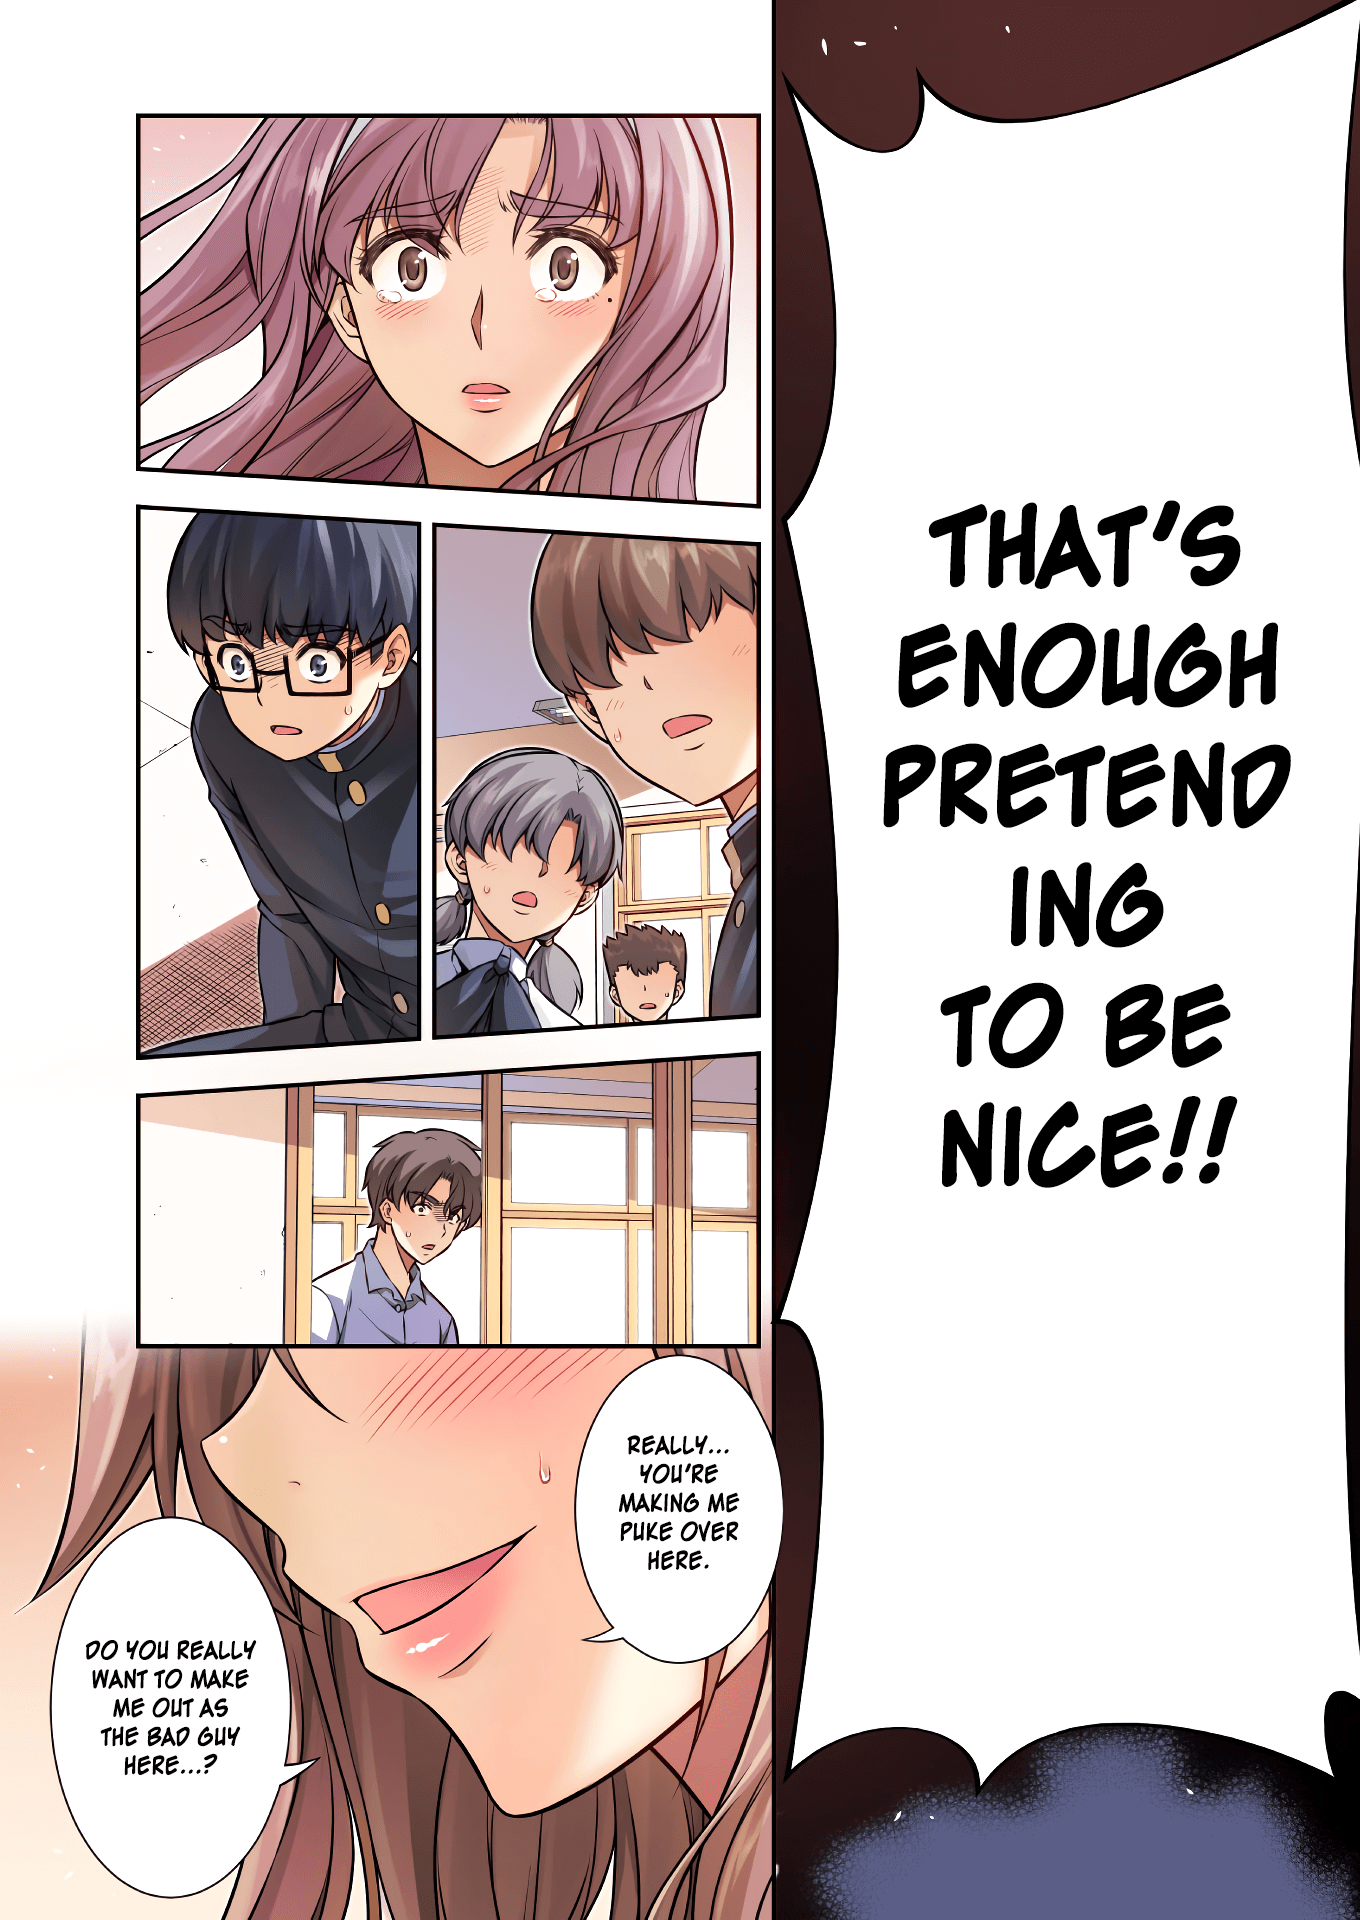 THAT'S
ENOUGH
PRETEND
ING
TO BE
NICE!!
REALLY...
YOU'RE
MAKING ME
PUKE OVER
HERE.
DO YOU REALLY
WANT TO MAKE
ME OUT AS
THE BAD GUY
HERE...?